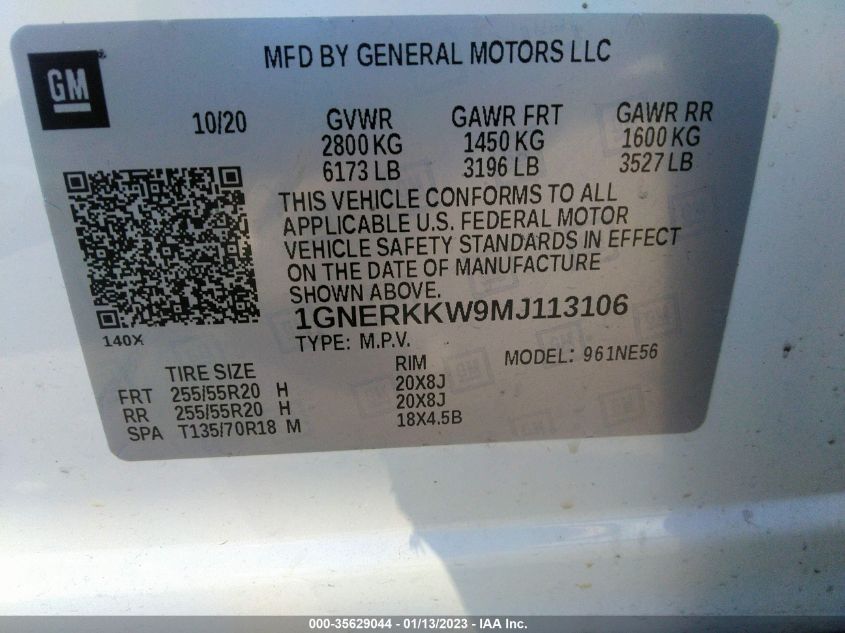 MFD BY GENERAL MOTORS LLC
GM
10/20 GVWR GAWR FRT GAWR RR
2800 KG 1450 KG 1600 KG
6173 LB 3196 LB 3527 LB
THIS VEHICLE CONFORMS TO ALL
APPLICABLE U.S. FEDERAL MOTOR
VEHICLE SAFETY STANDARDS IN EFFECT
ON THE DATE OF MANUFACTURE
SHOWN ABOVE.
1GNERKKW9MJ113106
140X
TYPE: M.P.V. MODEL: 961NE56
TIRE SIZE RIM
FRT 255/55R20 H 20X8J
RR 255/55R20 H 20X8J
SPA T135/70R18 M 18X4.5B
000-35629044 / 01/13/2023 - IAA Inc.